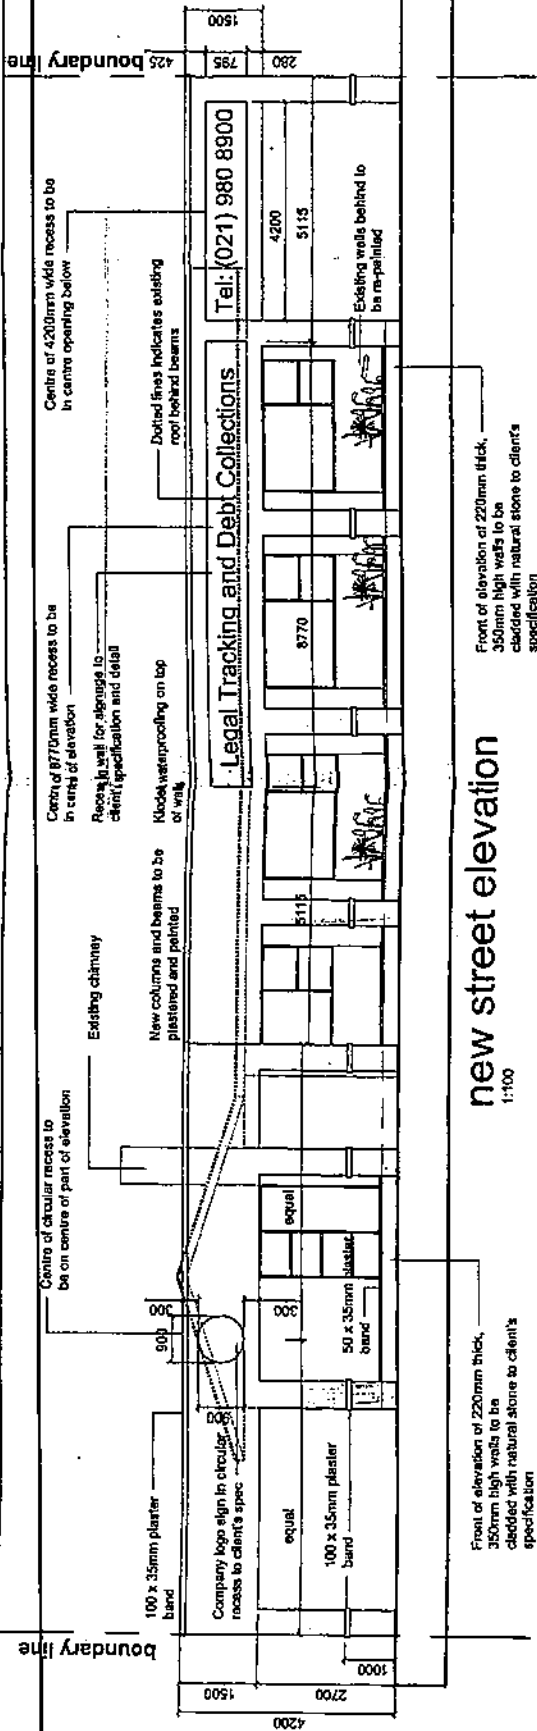 boundary line
1500
425
795
280
Centre of 4200mm wide recess to be
in centre opening below
Tel: (021) 980 8900
4200
5115
Existing walls behind to
be re-painted
Dotted lines indicates existing
roof behind beams
Centre of 8770mm wide recess to be
in centre of elevation
Recess in wall for signage to
client's specification and detail
waterproofing on top
of walls
Legal Tracking and Debt Collections
8770
5115
New columns and beams to be
plastered and painted
Existing chimney
Centre of circular recess to
be on centre of part of elevation
300
900
900
300
equal
50 x 35mm plaster
band
100 x 35mm plaster
band
Company logo sign in circular
recess to client's spec
equal
100 x 35mm plaster
band
boundary line
1500
2700
4200
1000
Front of elevation of 220mm thick,
350mm high walls to be
cladded with natural stone to client's
specification
new street elevation
1:100
Front of elevation of 220mm thick,
350mm high walls to be
cladded with natural stone to client's
specification